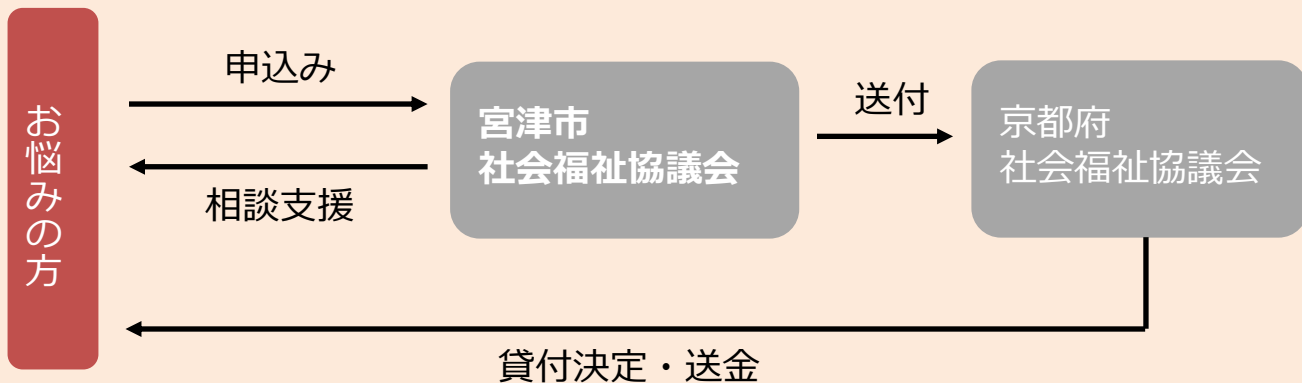 お悩みの方
申込み
相談支援
宮津市
社会福祉協議会
送付
京都府
社会福祉協議会
貸付決定・送金